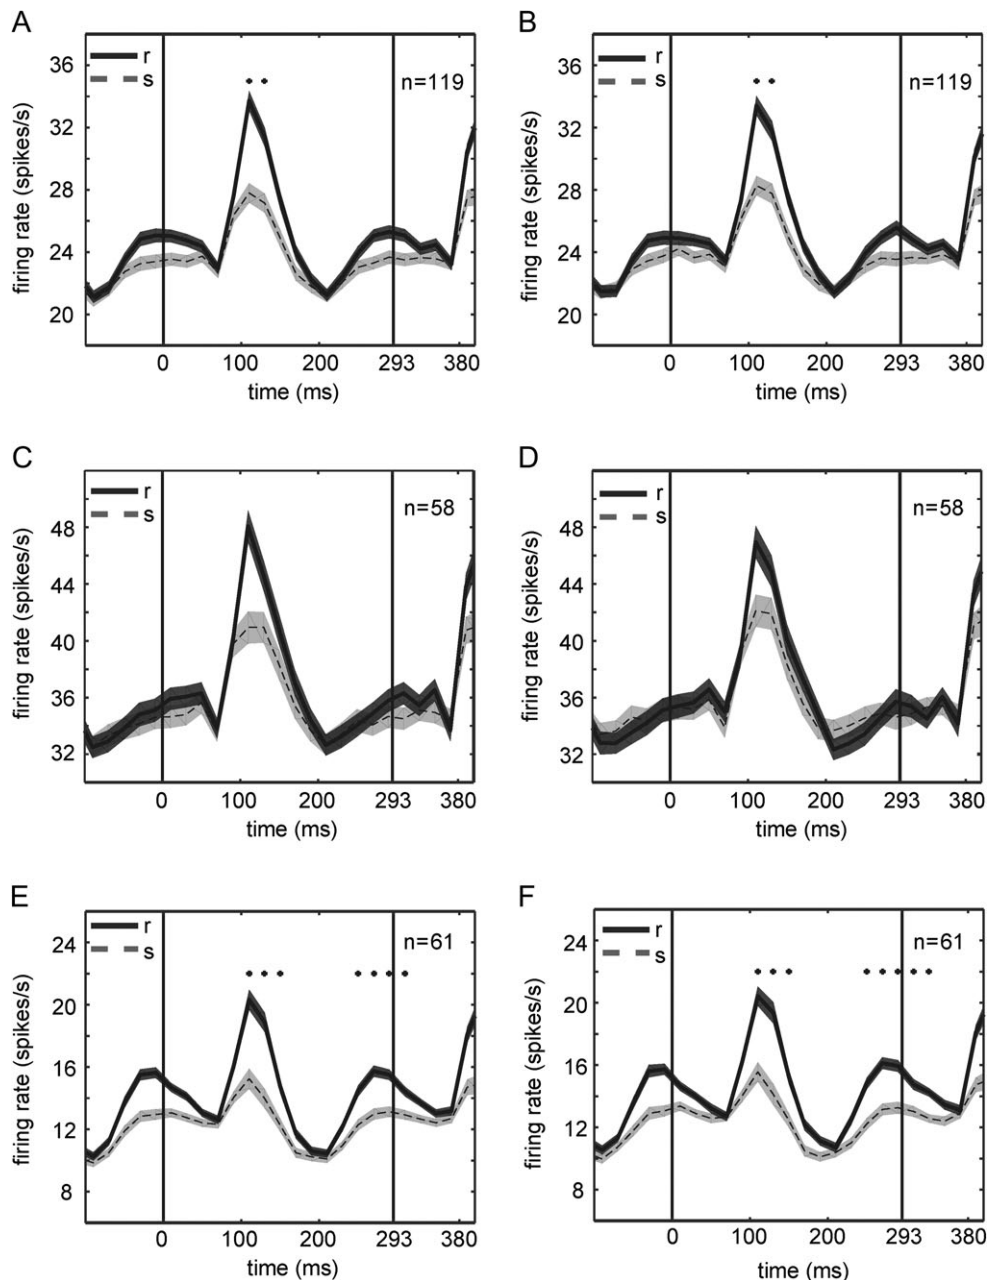 A
firing rate (spikes/s)
36
32
28
24
20
r
s
n=119
0 100 200 293 380
time (ms)
B
firing rate (spikes/s)
36
32
28
24
20
r
s
n=119
0 100 200 293 380
time (ms)
C
firing rate (spikes/s)
48
44
40
36
32
r
s
n=58
0 100 200 293 380
time (ms)
D
firing rate (spikes/s)
48
44
40
36
32
r
s
n=58
0 100 200 293 380
time (ms)
E
firing rate (spikes/s)
24
20
16
12
8
r
s
n=61
0 100 200 293 380
time (ms)
F
firing rate (spikes/s)
24
20
16
12
8
r
s
n=61
0 100 200 293 380
time (ms)